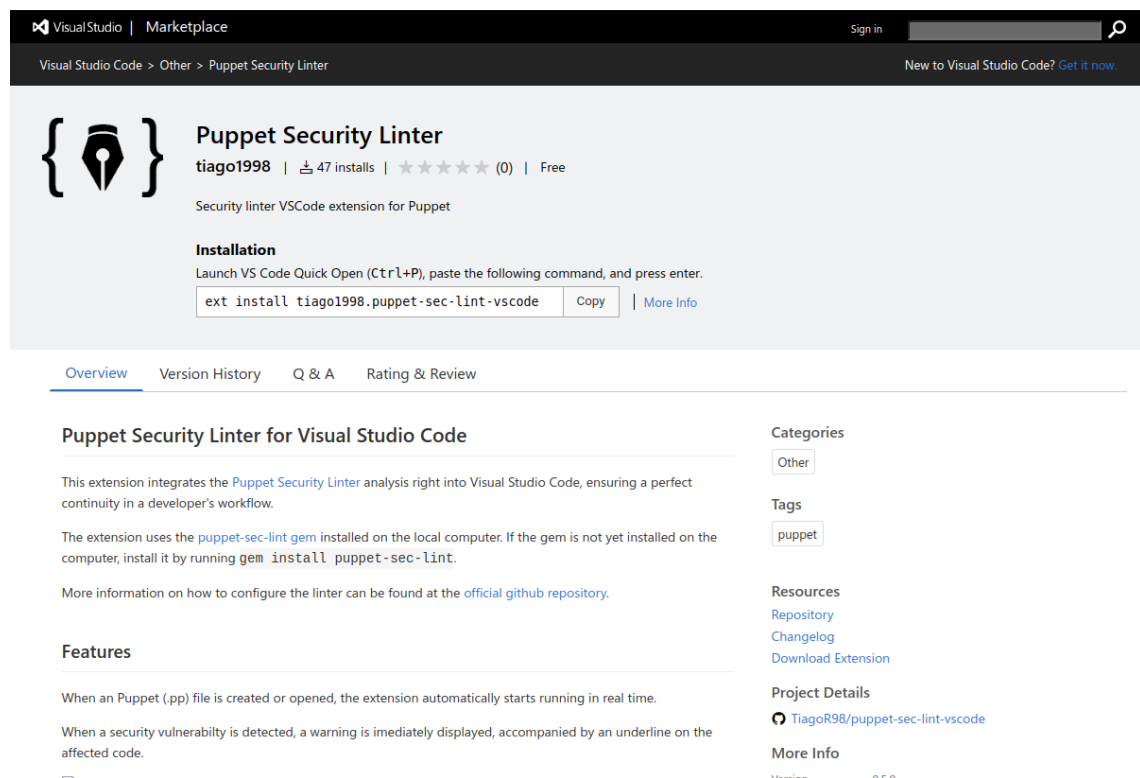 Visual Studio | Marketplace
Sign in
Visual Studio Code > Other > Puppet Security Linter
New to Visual Studio Code? Get it now.
Puppet Security Linter
tiago1998 | 47 installs | (0) | Free
Security linter VSCode extension for Puppet
Installation
Launch VS Code Quick Open (Ctrl+P), paste the following command, and press enter.
ext install tiago1998.puppet-sec-lint-vscode
Copy
| More Info
Overview
Version History
Q & A
Rating & Review
Puppet Security Linter for Visual Studio Code
This extension integrates the Puppet Security Linter analysis right into Visual Studio Code, ensuring a perfect
continuity in a developer's workflow.
The extension uses the puppet-sec-lint gem installed on the local computer. If the gem is not yet installed on the
computer, install it by running gem install puppet-sec-lint.
More information on how to configure the linter can be found at the official github repository.
Features
When an Puppet (.pp) file is created or opened, the extension automatically starts running in real time.
When a security vulnerabilty is detected, a warning is imediately displayed, accompanied by an underline on the
affected code.
Categories
Other
Tags
puppet
Resources
Repository
Changelog
Download Extension
Project Details
TiagoR98/puppet-sec-lint-vscode
More Info